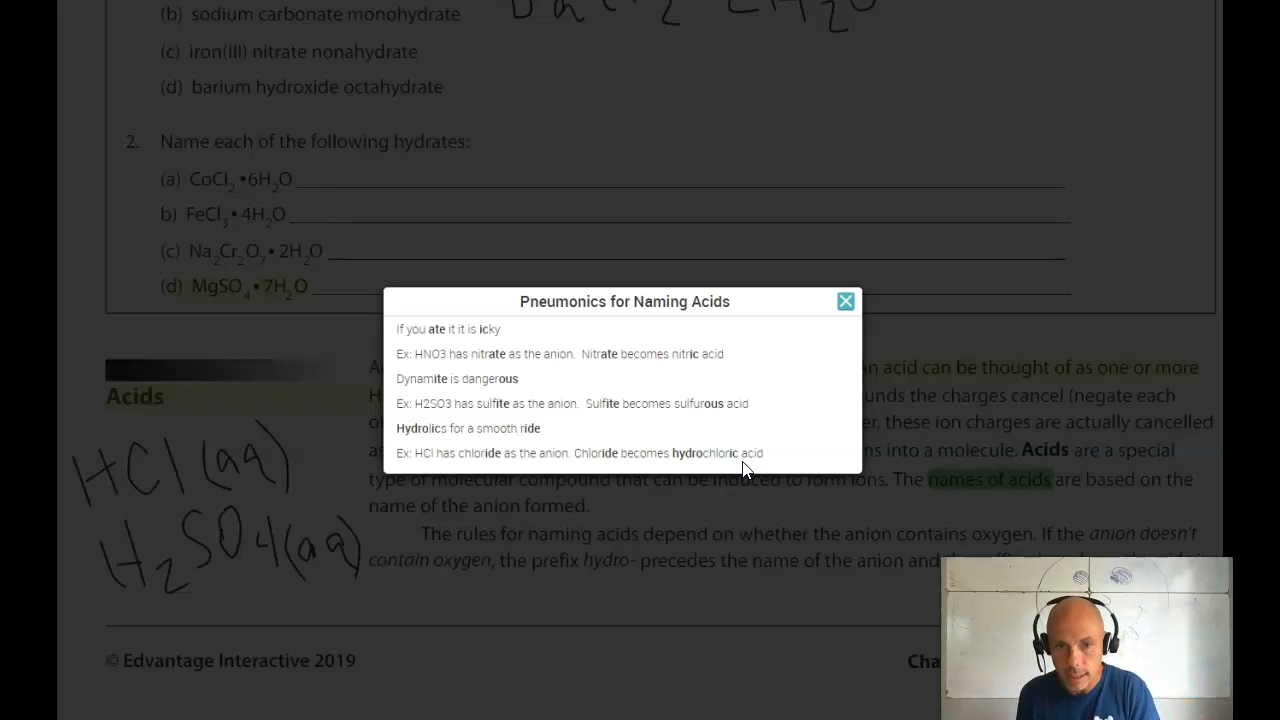 (b) sodium carbonate monohydrate
(c) iron(III) nitrate nonahydrate
(d) barium hydroxide octahydrate
2. Name each of the following hydrates:
(a) CoCl2 •6H2O
b) FeCl3 • 4H2O
(c) Na2Cr2O7 • 2H2O
(d) MgSO4 • 7H2O
Pneumonics for Naming Acids
If you ate it it is icky
Ex: HNO3 has nitrate as the anion. Nitrate becomes nitric acid
Dynamite is dangerous
Ex: H2SO3 has sulfite as the anion. Sulfite becomes sulfurous acid
Hydrolics for a smooth ride
Ex: HCl has chloride as the anion. Chloride becomes hydrochloric acid
Acids
An acid can be thought of as one or more
the charges cancel (negate each
these ion charges are actually cancelled
into a molecule. Acids are a special
type of molecular compound that can be induced to form ions. The names of acids are based on the
name of the anion formed.
The rules for naming acids depend on whether the anion contains oxygen. If the anion doesn't
contain oxygen, the prefix hydro- precedes the name of the anion and
HCl (aq)
H2SO4(aq)
© Edvantage Interactive 2019